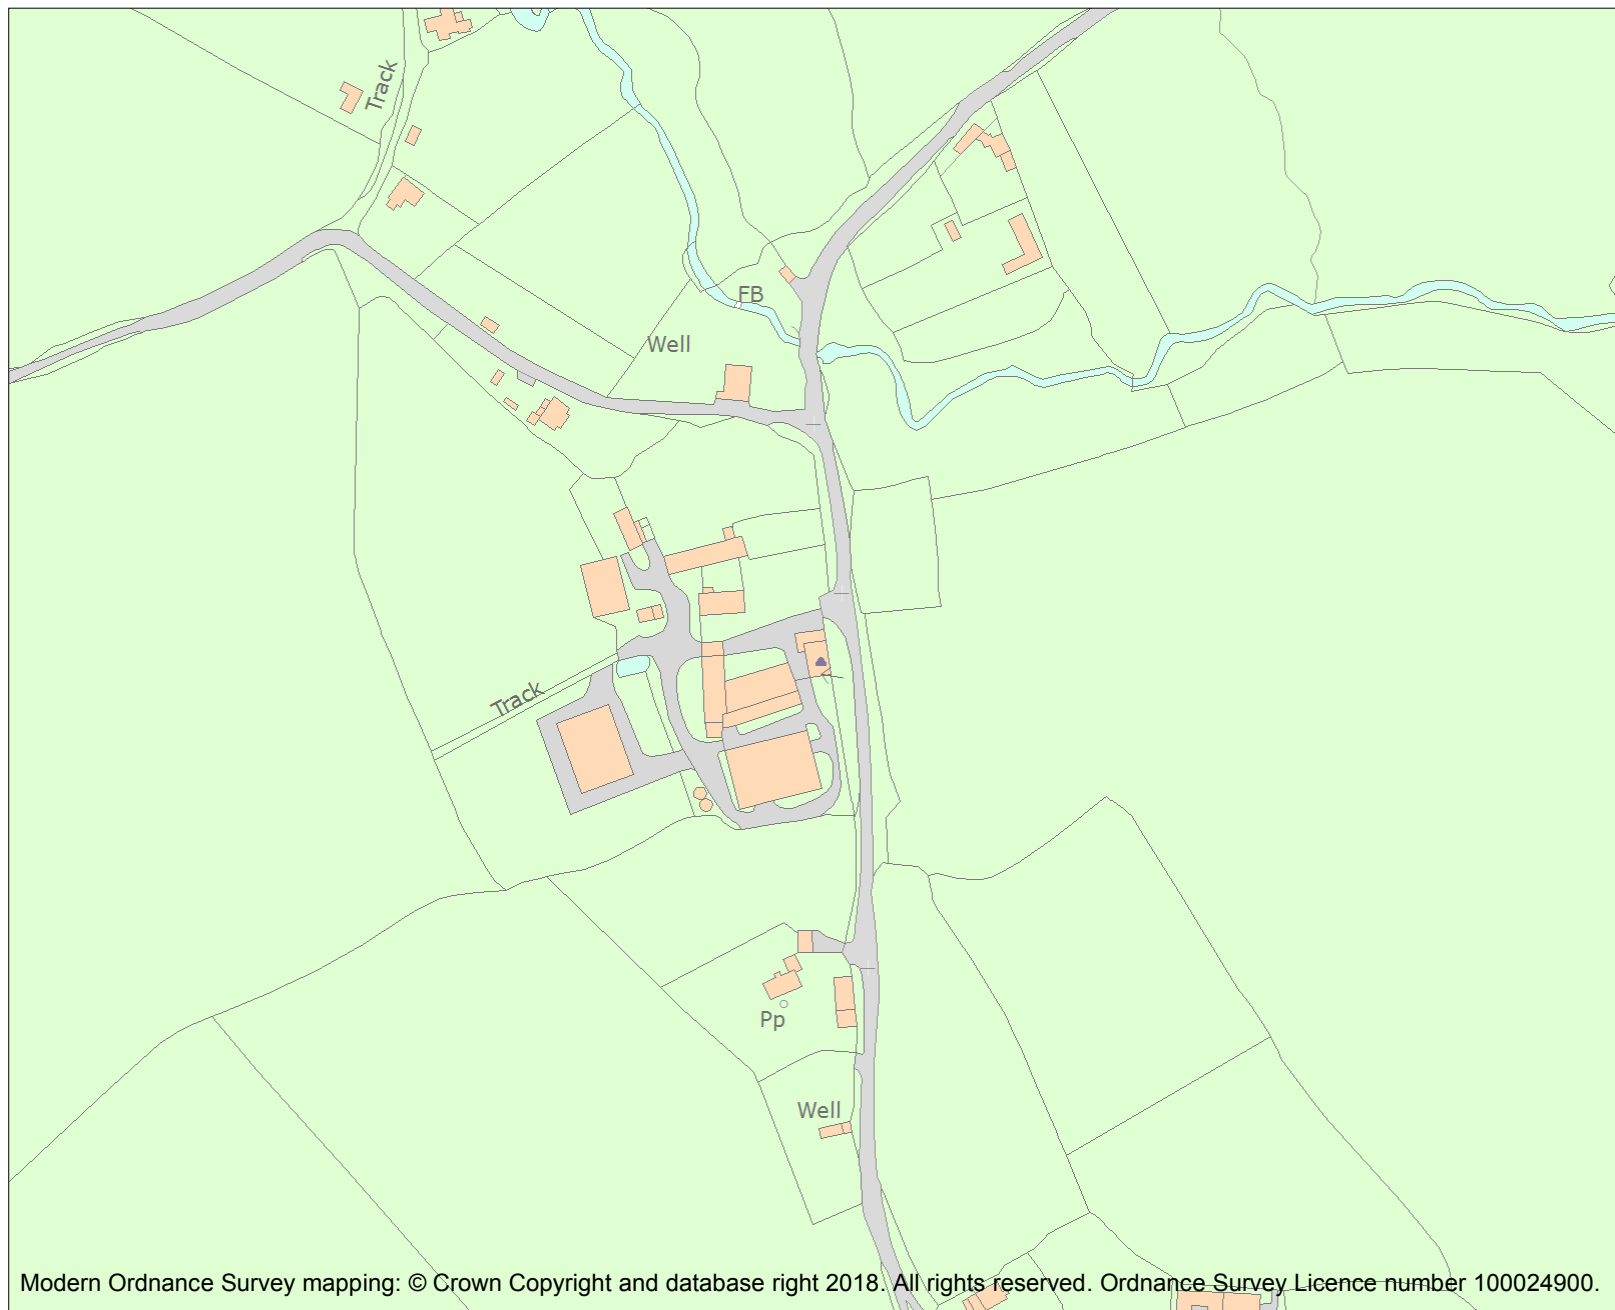 Track
FB
Well
Track
Pp
Well
Modern Ordnance Survey mapping: © Crown Copyright and database right 2018. All rights reserved. Ordnance Survey Licence number 100024900.